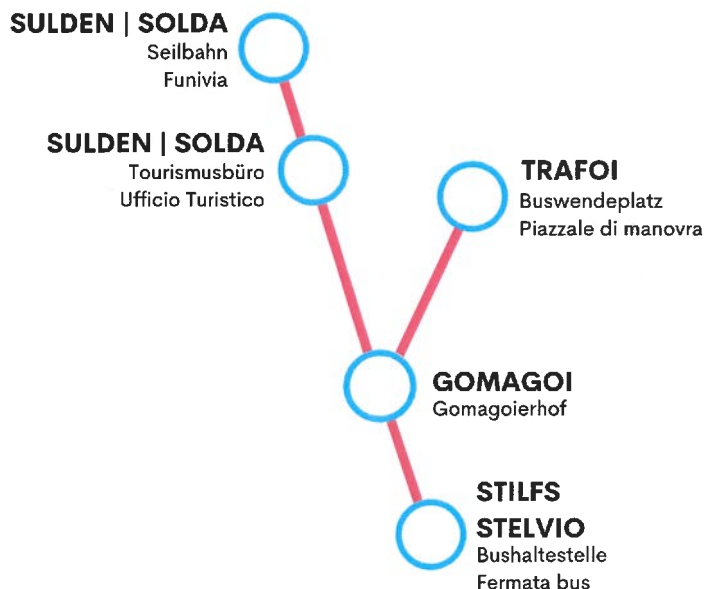 SULDEN | SOLDA
Seilbahn
Funivia
SULDEN | SOLDA
Tourismusbüro
Ufficio Turistico
TRAFOI
Buswendeplatz
Piazzale di manovra
GOMAGOI
Gomagoierhof
STILFS
STELVIO
Bushaltestelle
Fermata bus